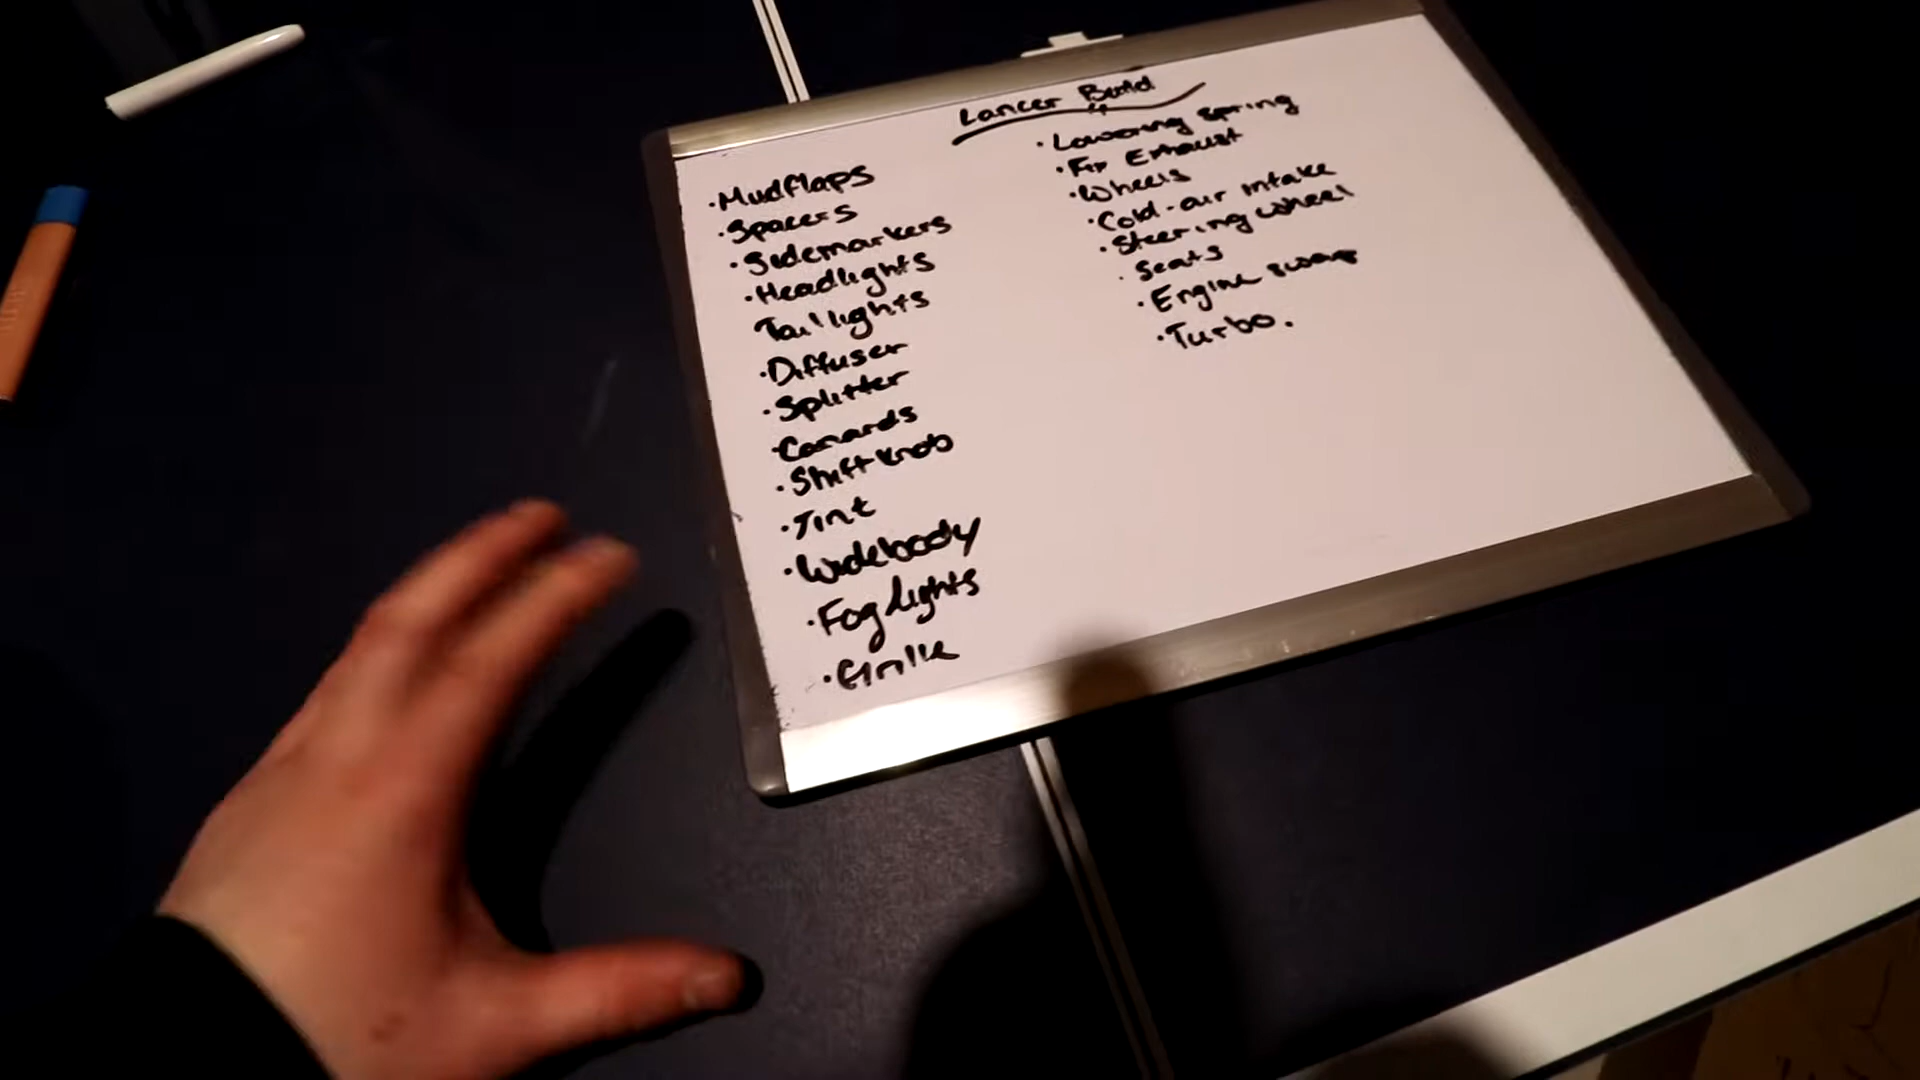 Lancer Build
• Mudflaps
• Spacers
• Sidemarkers
• Headlights
Taillights
• Diffuser
• Splitter
• Canards
• Shift knob
• Tint
• Widebody
• Fog Lights
• Grille
• Lowering spring
• Fix Exhaust
• Wheels
• Cold-air intake
• Steering wheel
• Seats
• Engine swap
• Turbo.